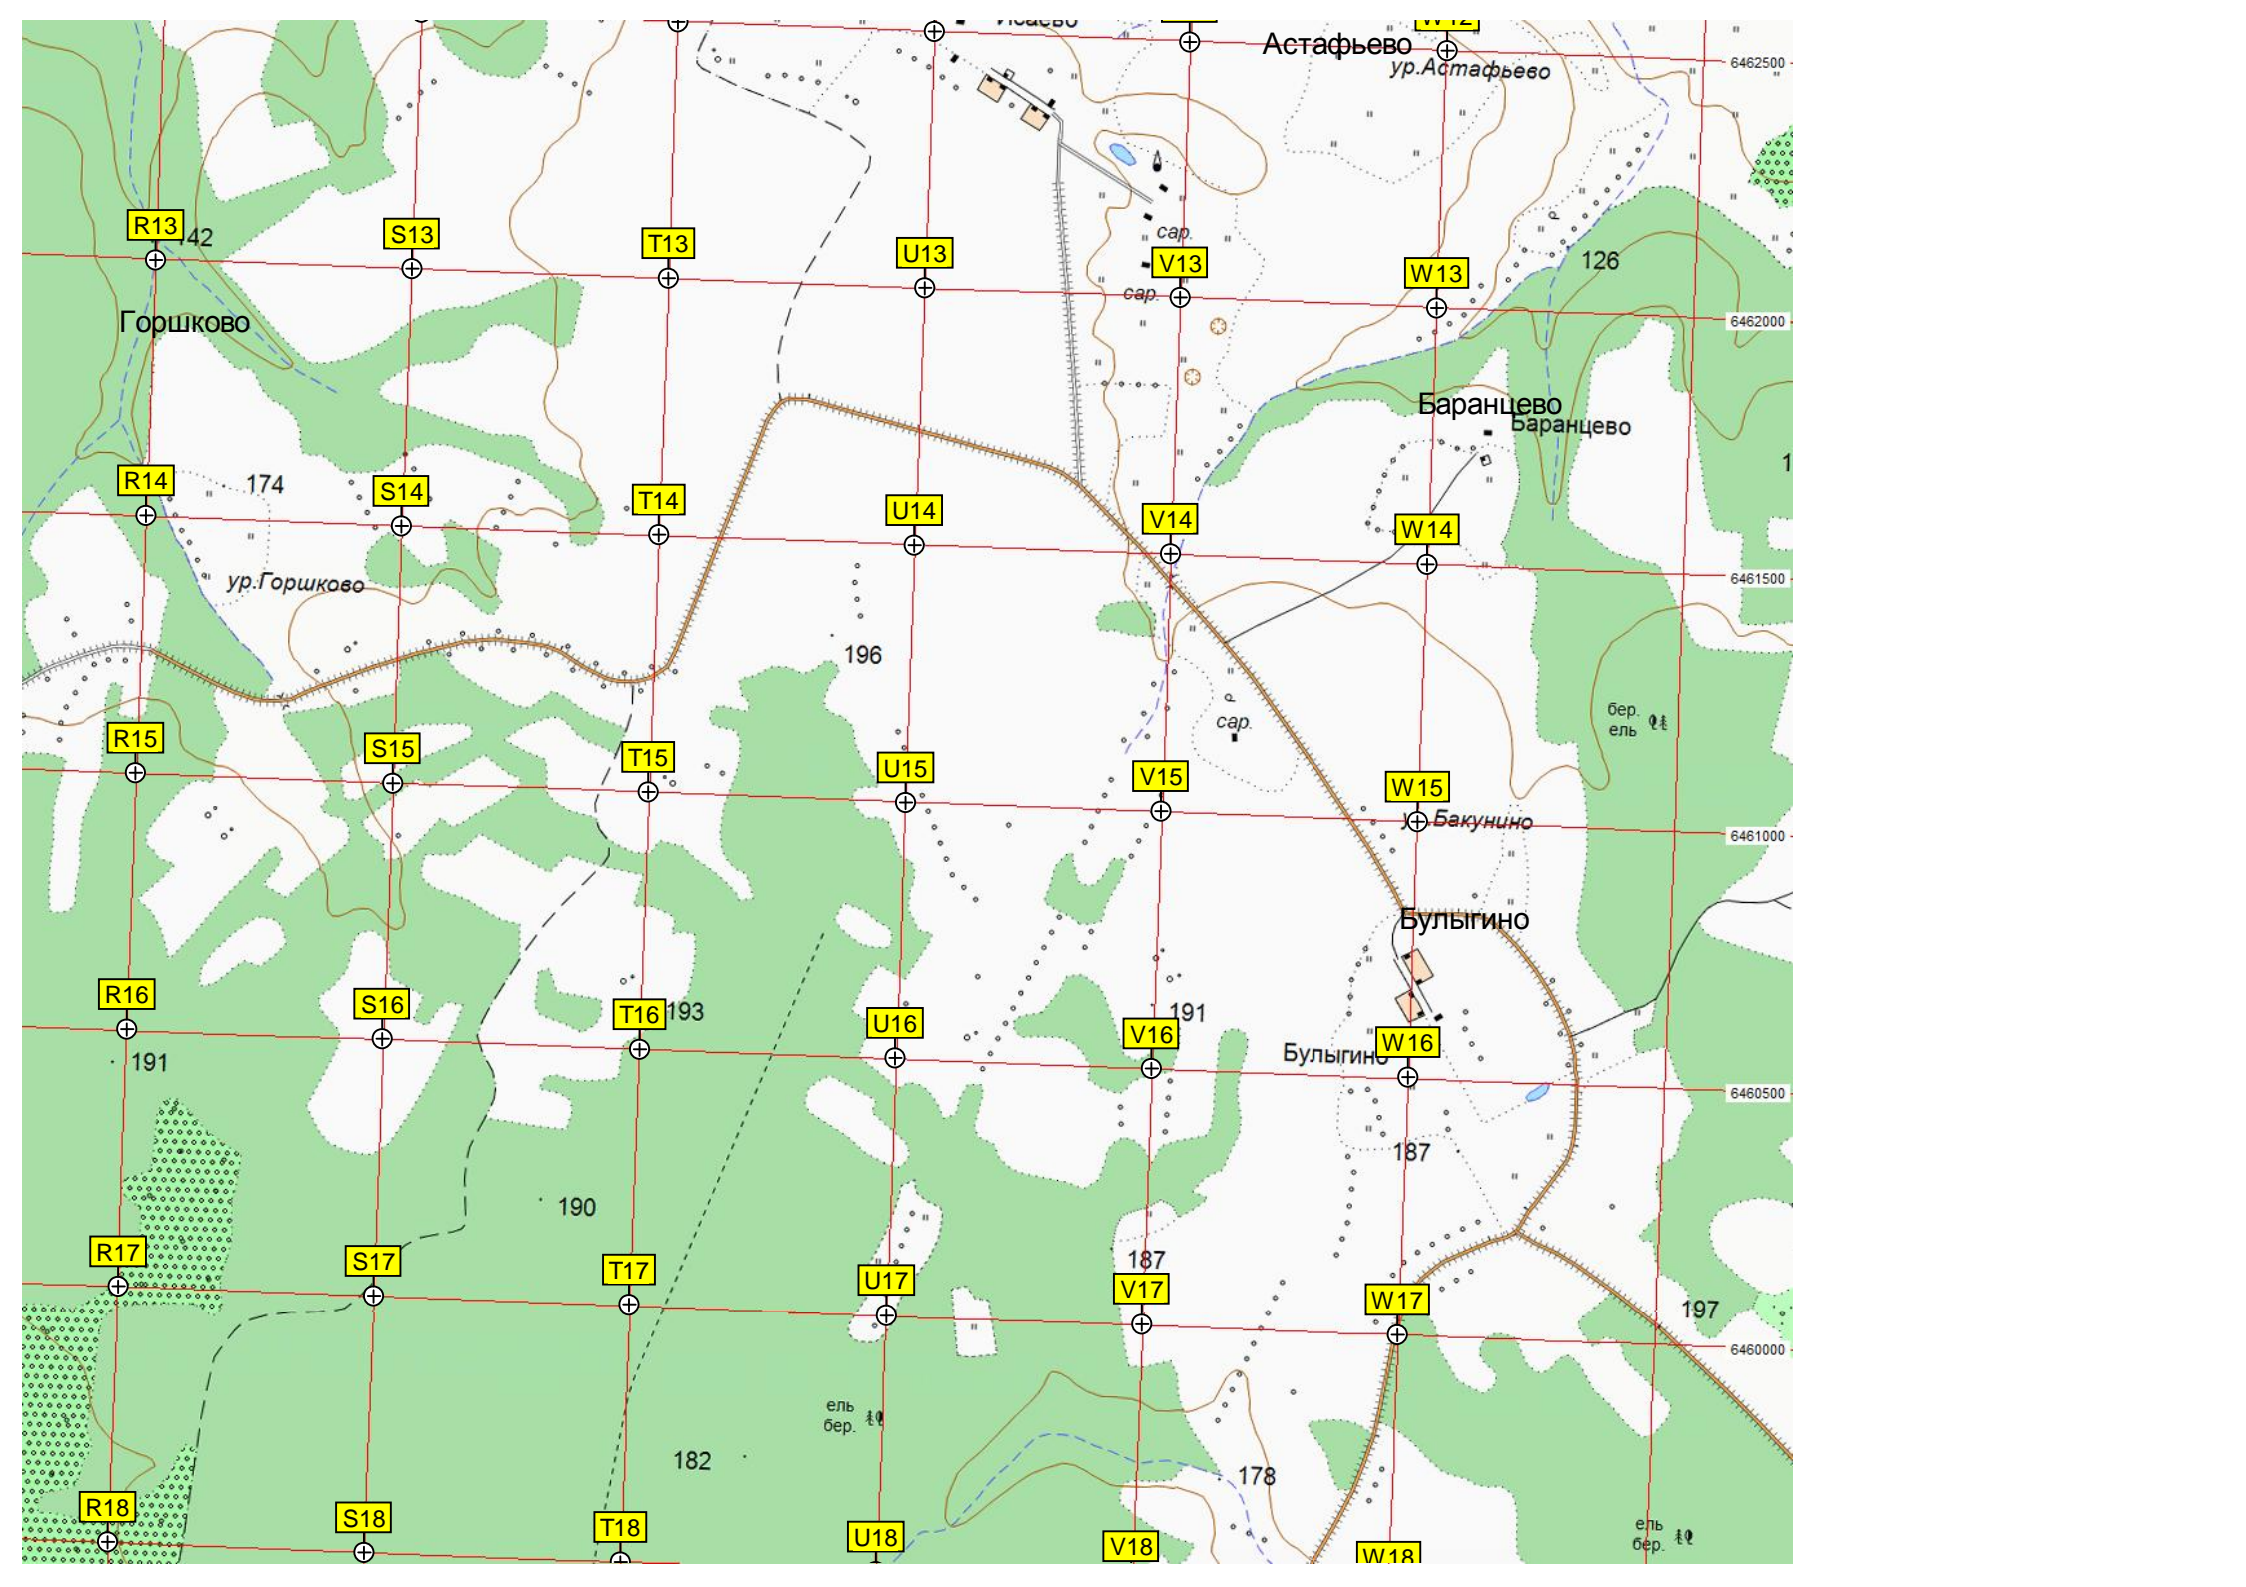 Исаево
W12
Астафьево
ур.Астафьево
6462500
R13
142
S13
T13
U13
сар.
V13
сар.
W13
126
Горшково
6462000
Баранцево
Баранцево
R14
174
S14
T14
U14
V14
W14
1
ур.Горшково
6461500
196
бер.
ель
сар.
R15
S15
T15
U15
V15
W15
Бакунино
6461000
Булыгино
R16
S16
T16
193
U16
V16
191
W16
Булыгино
191
6460500
187
190
R17
S17
T17
U17
187
V17
W17
197
6460000
ель
бер.
182
178
R18
S18
T18
U18
V18
W18
ель
бер.